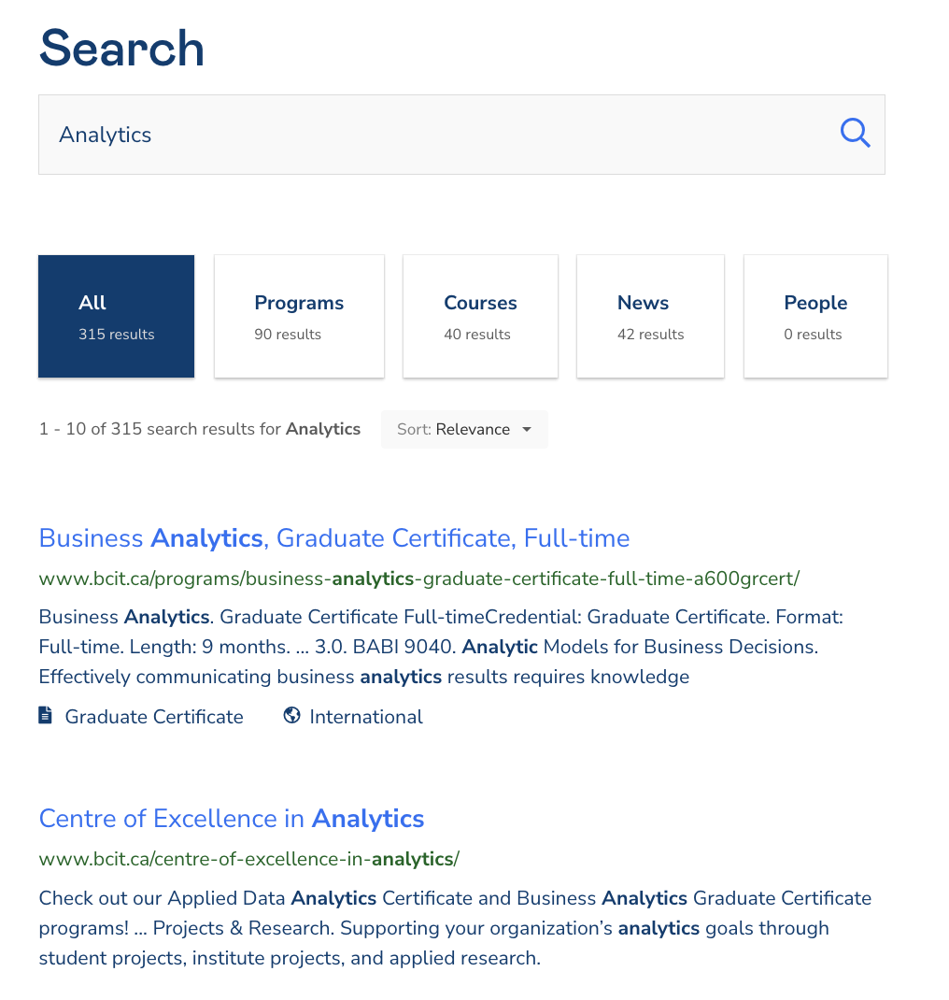 Search
Analytics
All
315 results
Programs
90 results
Courses
40 results
News
42 results
People
0 results
1 - 10 of 315 search results for Analytics
Sort: Relevance
Business Analytics, Graduate Certificate, Full-time
www.bcit.ca/programs/business-analytics-graduate-certificate-full-time-a600grcert/
Business Analytics. Graduate Certificate Full-timeCredential: Graduate Certificate. Format:
Full-time. Length: 9 months. ... 3.0. BABI 9040. Analytic Models for Business Decisions.
Effectively communicating business analytics results requires knowledge
Graduate Certificate
International
Centre of Excellence in Analytics
www.bcit.ca/centre-of-excellence-in-analytics/
Check out our Applied Data Analytics Certificate and Business Analytics Graduate Certificate
programs! ... Projects & Research. Supporting your organization’s analytics goals through
student projects, institute projects, and applied research.